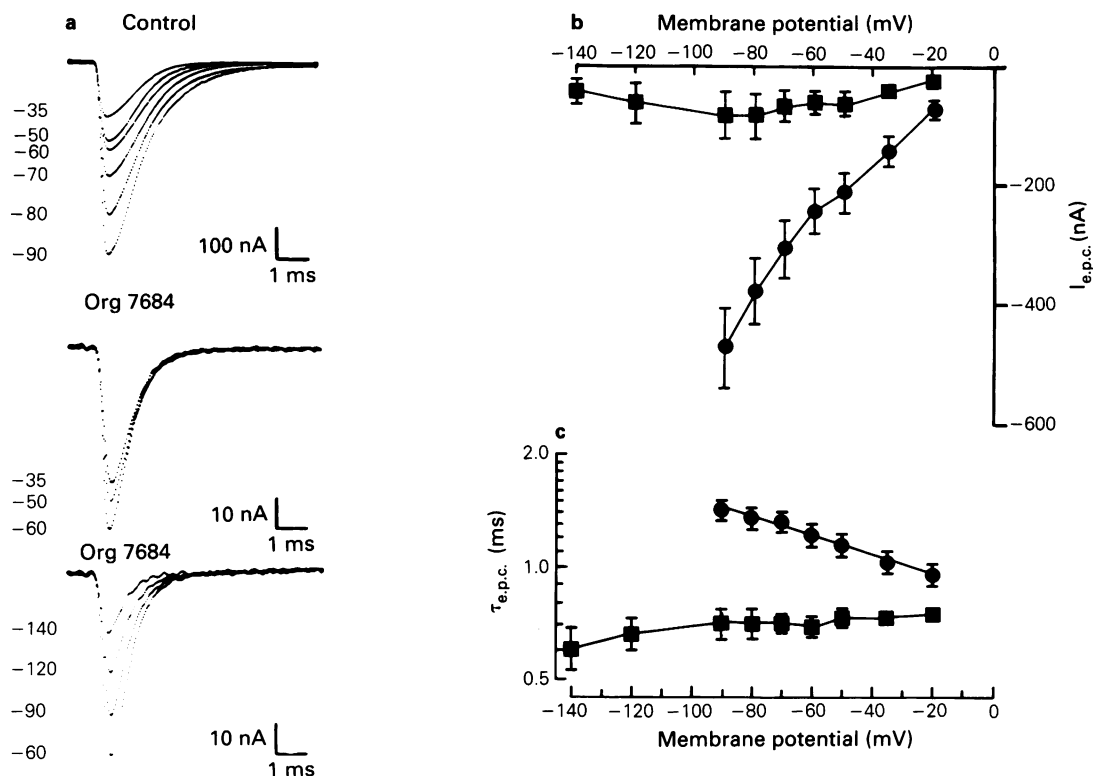 a Control
−35
−50
−60
−70
−80
−90
100 nA
1 ms
Org 7684
−35
−50
−60
10 nA
1 ms
Org 7684
−140
−120
−90
−60
10 nA
1 ms
b Membrane potential (mV)
−140 −120 −100 −80 −60 −40 −20 0
−200
−400
−600
I e.p.c. (nA)
c
2.0
1.0
0.5
τ e.p.c. (ms)
−140 −120 −100 −80 −60 −40 −20 0
Membrane potential (mV)